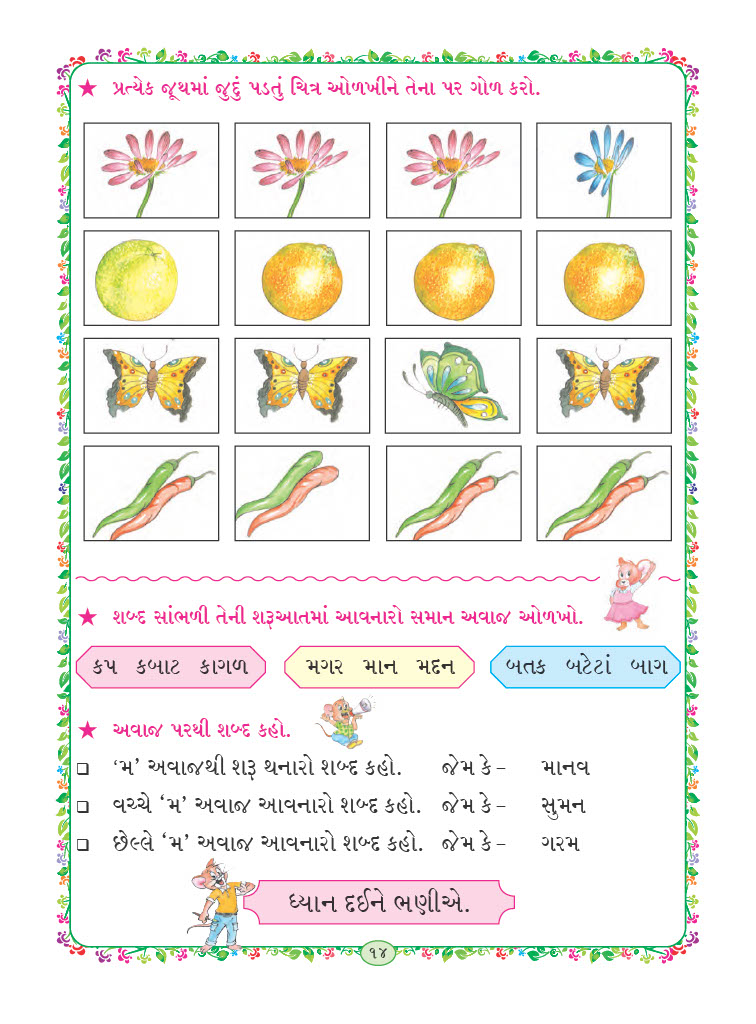 ★ પ્રત્યેક જૂથમાં જુદું પડતું ચિત્ર ઓળખીને તેના પર ગોળ કરો.
★ શબ્દ સાંભળી તેની શરૂઆતમાં આવનારો સમાન અવાજ ઓળખો.
કપ કબાટ કાગળ મગર માન મદન બતક બટેટાં બાગ
★ અવાજ પરથી શબ્દ કહો.
❑ ‘મ’ અવાજથી શરૂ થનારો શબ્દ કહો. જેમ કે – માનવ
❑ વચ્ચે ‘મ’ અવાજ આવનારો શબ્દ કહો. જેમ કે – સુમન
❑ છેલ્લે ‘મ’ અવાજ આવનારો શબ્દ કહો. જેમ કે – ગરમ
ધ્યાન દઈને ભણીએ.
૧૪